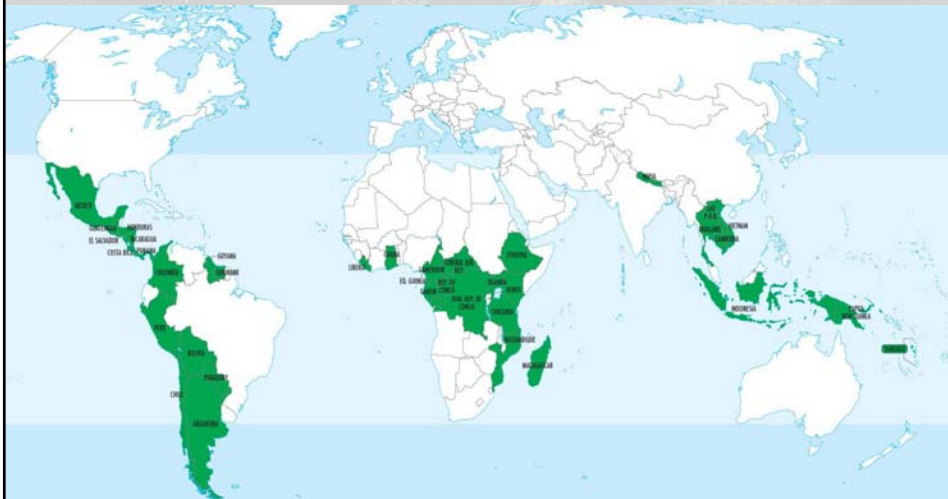 MEXICO
GUATEMALA
HONDURAS
EL SALVADOR
NICARAGUA
COSTA RICA
PANAMA
GUYANA
SURINAME
COLOMBIA
PERU
BOLIVIA
PARAGUAY
CHILE
ARGENTINA
LIBERIA
GHANA
CAMEROON
CENTRAL AFR. REP.
ETHIOPIA
EQ. GUINEA
GABON
REP. OF CONGO
DEM. REP. OF CONGO
UGANDA
KENYA
TANZANIA
MOZAMBIQUE
MADAGASCAR
NEPAL
LAO P.D.R.
THAILAND
VIETNAM
CAMBODIA
INDONESIA
PAPUA NEW GUINEA
VANUATU